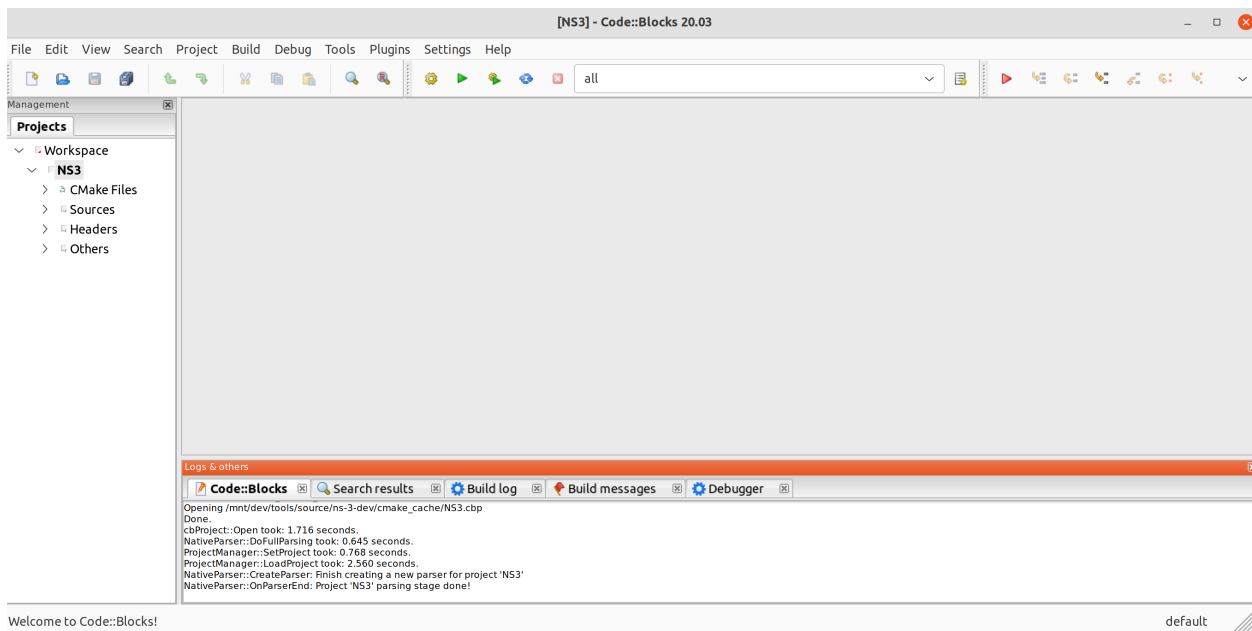 [NS3] - Code::Blocks 20.03
File Edit View Search Project Build Debug Tools Plugins Settings Help
all
Management
Projects
Workspace
NS3
CMake Files
Sources
Headers
Others
Logs & others
Code::Blocks Search results Build log Build messages Debugger
Opening /mnt/dev/tools/source/ns-3-dev/cmake_cache/NS3.cbp
Done.
cbProject::Open took: 1.716 seconds.
NativeParser::DoFullParsing took: 0.645 seconds.
ProjectManager::SetProject took: 0.768 seconds.
ProjectManager::LoadProject took: 2.560 seconds.
NativeParser::CreateParser: Finish creating a new parser for project 'NS3'
NativeParser::OnParserEnd: Project 'NS3' parsing stage done!
Welcome to Code::Blocks! default